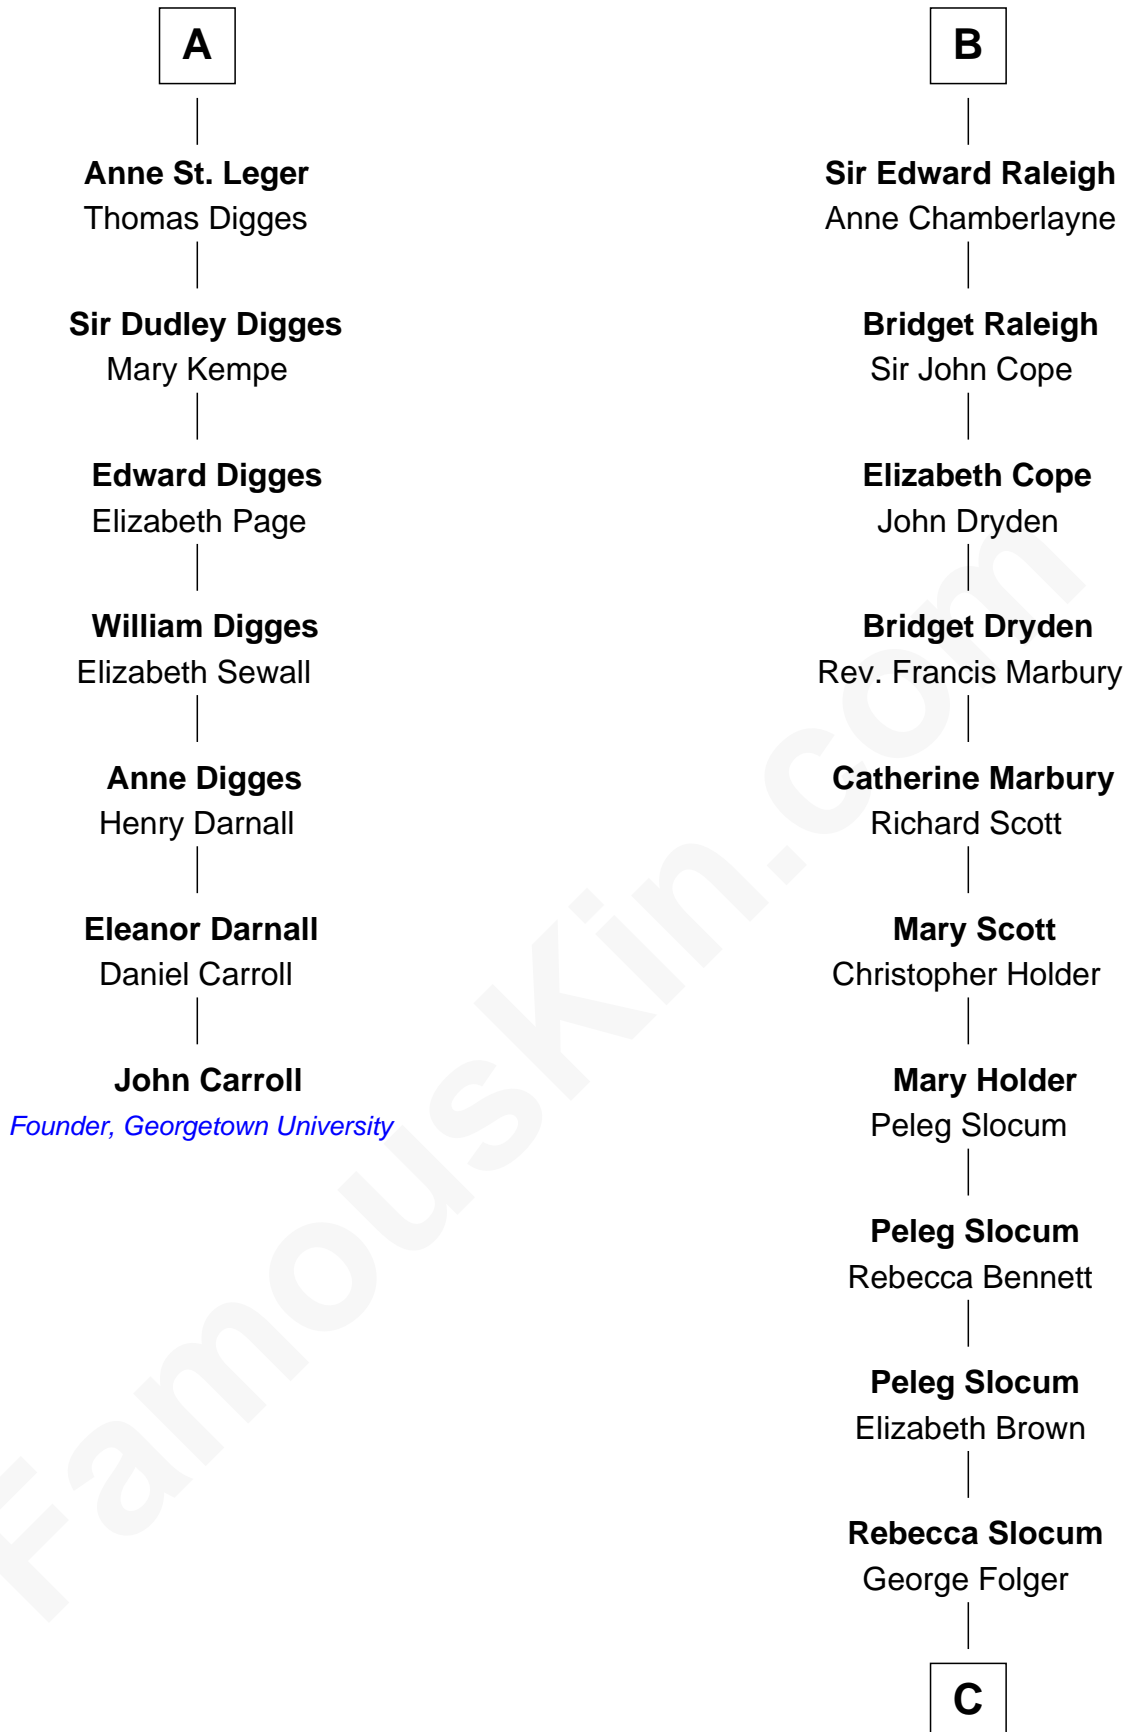 A
Anne St. Leger
Thomas Digges
Sir Dudley Digges
Mary Kempe
Edward Digges
Elizabeth Page
William Digges
Elizabeth Sewall
Anne Digges
Henry Darnall
Eleanor Darnall
Daniel Carroll
John Carroll
Founder, Georgetown University
B
Sir Edward Raleigh
Anne Chamberlayne
Bridget Raleigh
Sir John Cope
Elizabeth Cope
John Dryden
Bridget Dryden
Rev. Francis Marbury
Catherine Marbury
Richard Scott
Mary Scott
Christopher Holder
Mary Holder
Peleg Slocum
Peleg Slocum
Rebecca Bennett
Peleg Slocum
Elizabeth Brown
Rebecca Slocum
George Folger
C
FamousKin.com